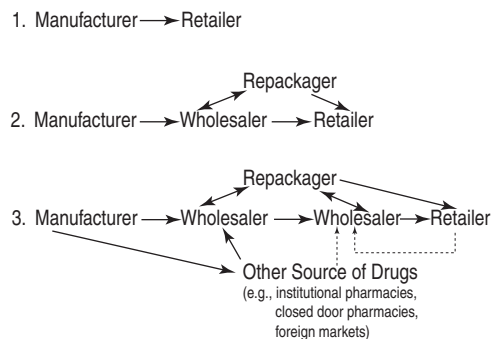 1. Manufacturer Retailer
Repackager
2. Manufacturer Wholesaler Retailer
Repackager
3. Manufacturer Wholesaler Wholesaler Retailer
Other Source of Drugs
(e.g., institutional pharmacies,
closed door pharmacies,
foreign markets)